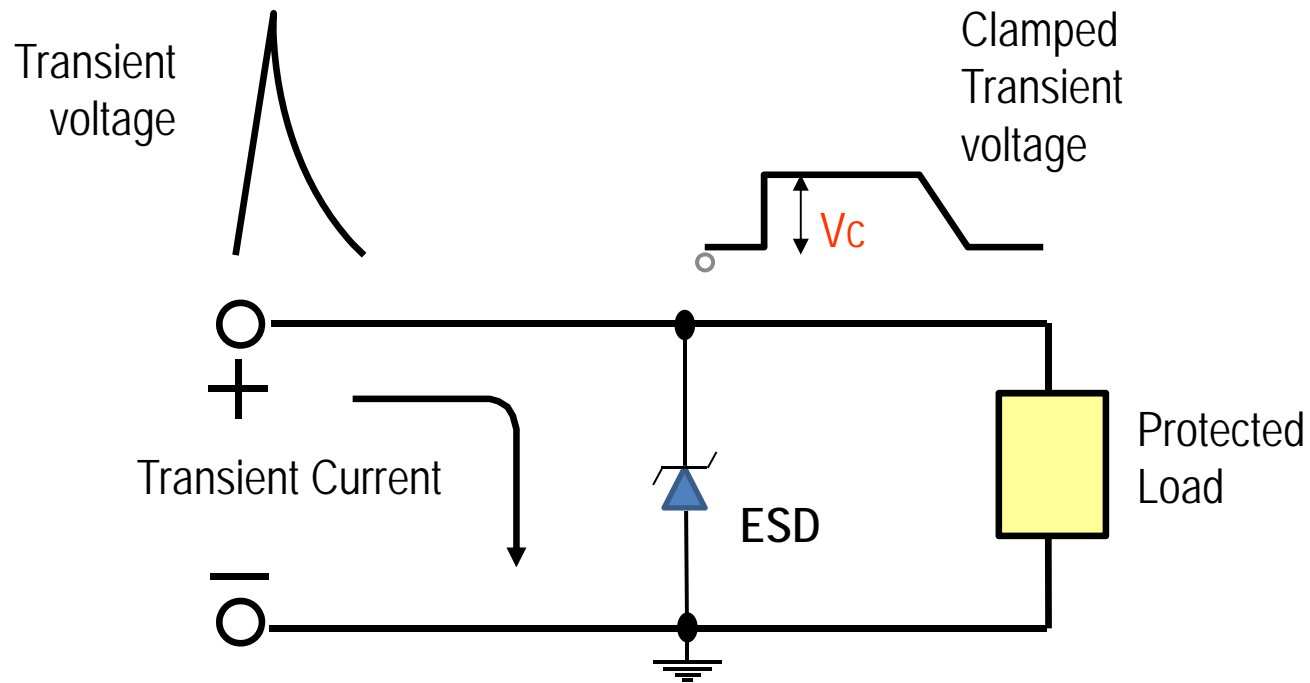 Transient
voltage
Clamped
Transient
voltage
Vc
+
Transient Current
Protected
Load
ESD
−